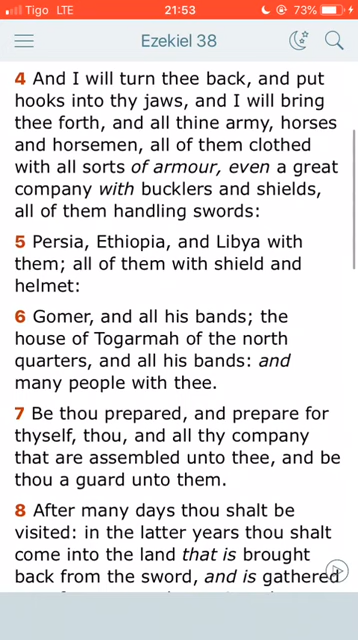 Tigo LTE 21:53 73%
Ezekiel 38
4 And I will turn thee back, and put
hooks into thy jaws, and I will bring
thee forth, and all thine army, horses
and horsemen, all of them clothed
with all sorts of armour, even a great
company with bucklers and shields,
all of them handling swords:
5 Persia, Ethiopia, and Libya with
them; all of them with shield and
helmet:
6 Gomer, and all his bands; the
house of Togarmah of the north
quarters, and all his bands: and
many people with thee.
7 Be thou prepared, and prepare for
thyself, thou, and all thy company
that are assembled unto thee, and be
thou a guard unto them.
8 After many days thou shalt be
visited: in the latter years thou shalt
come into the land that is brought
back from the sword, and is gathered